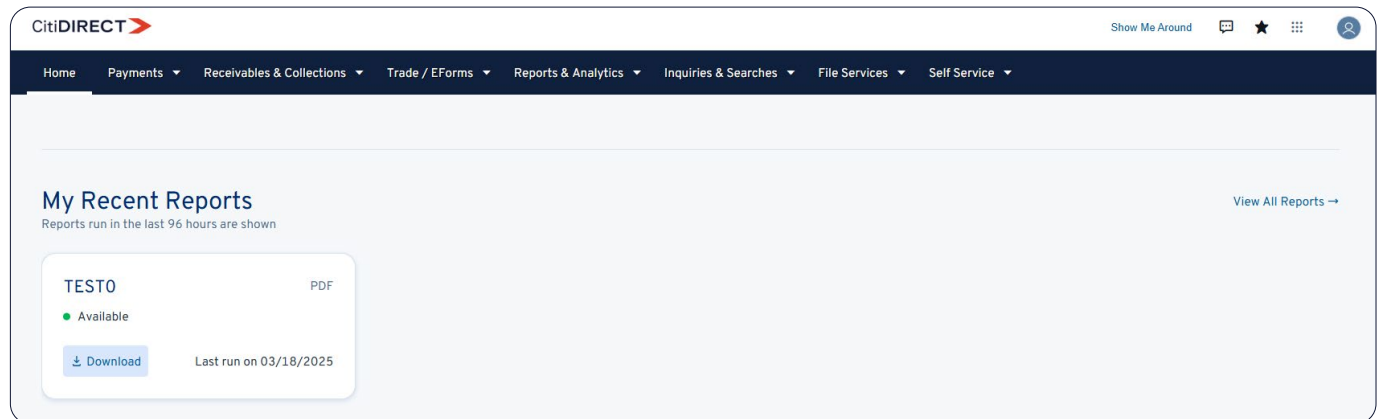 CitiDIRECT
Show Me Around
Home Payments Receivables & Collections Trade / EForms Reports & Analytics Inquiries & Searches File Services Self Service
My Recent Reports
View All Reports →
Reports run in the last 96 hours are shown
TEST0 PDF
Available
Download Last run on 03/18/2025